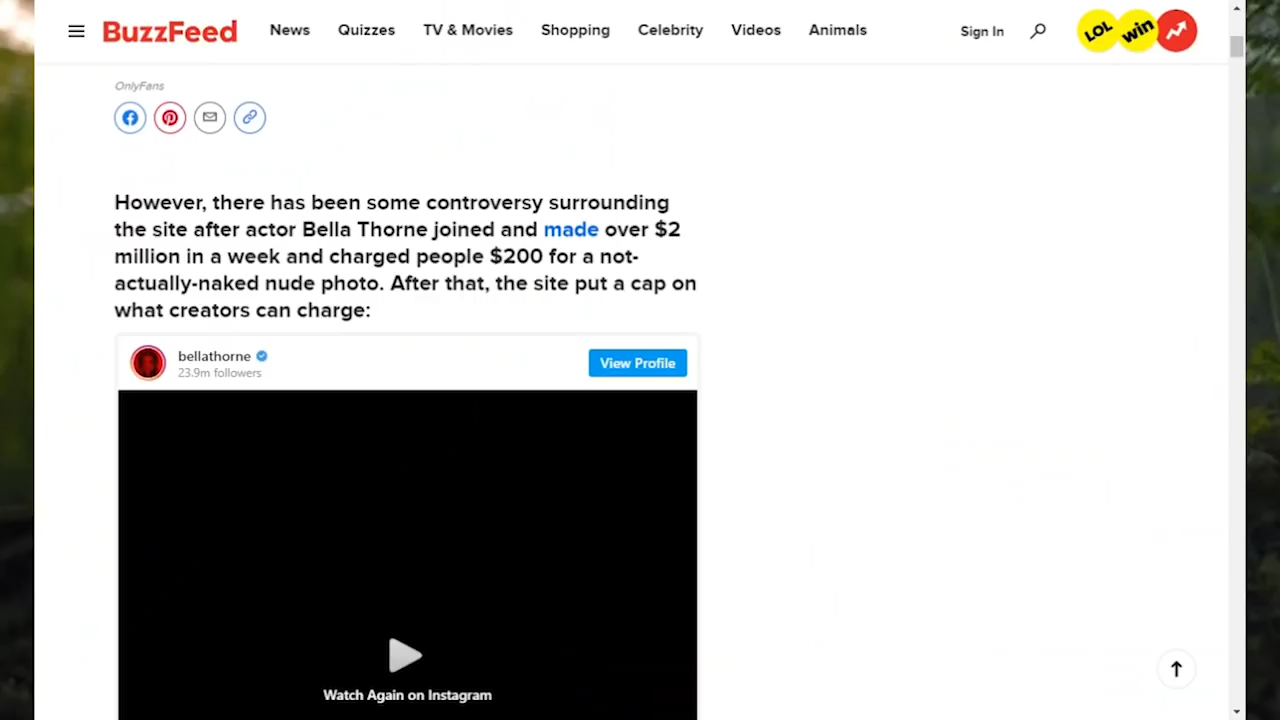 BuzzFeed News Quizzes TV & Movies Shopping Celebrity Videos Animals Sign In LOL win
OnlyFans
However, there has been some controversy surrounding
the site after actor Bella Thorne joined and made over $2
million in a week and charged people $200 for a not-
actually-naked nude photo. After that, the site put a cap on
what creators can charge:
bellathorne
23.9m followers
View Profile
Watch Again on Instagram